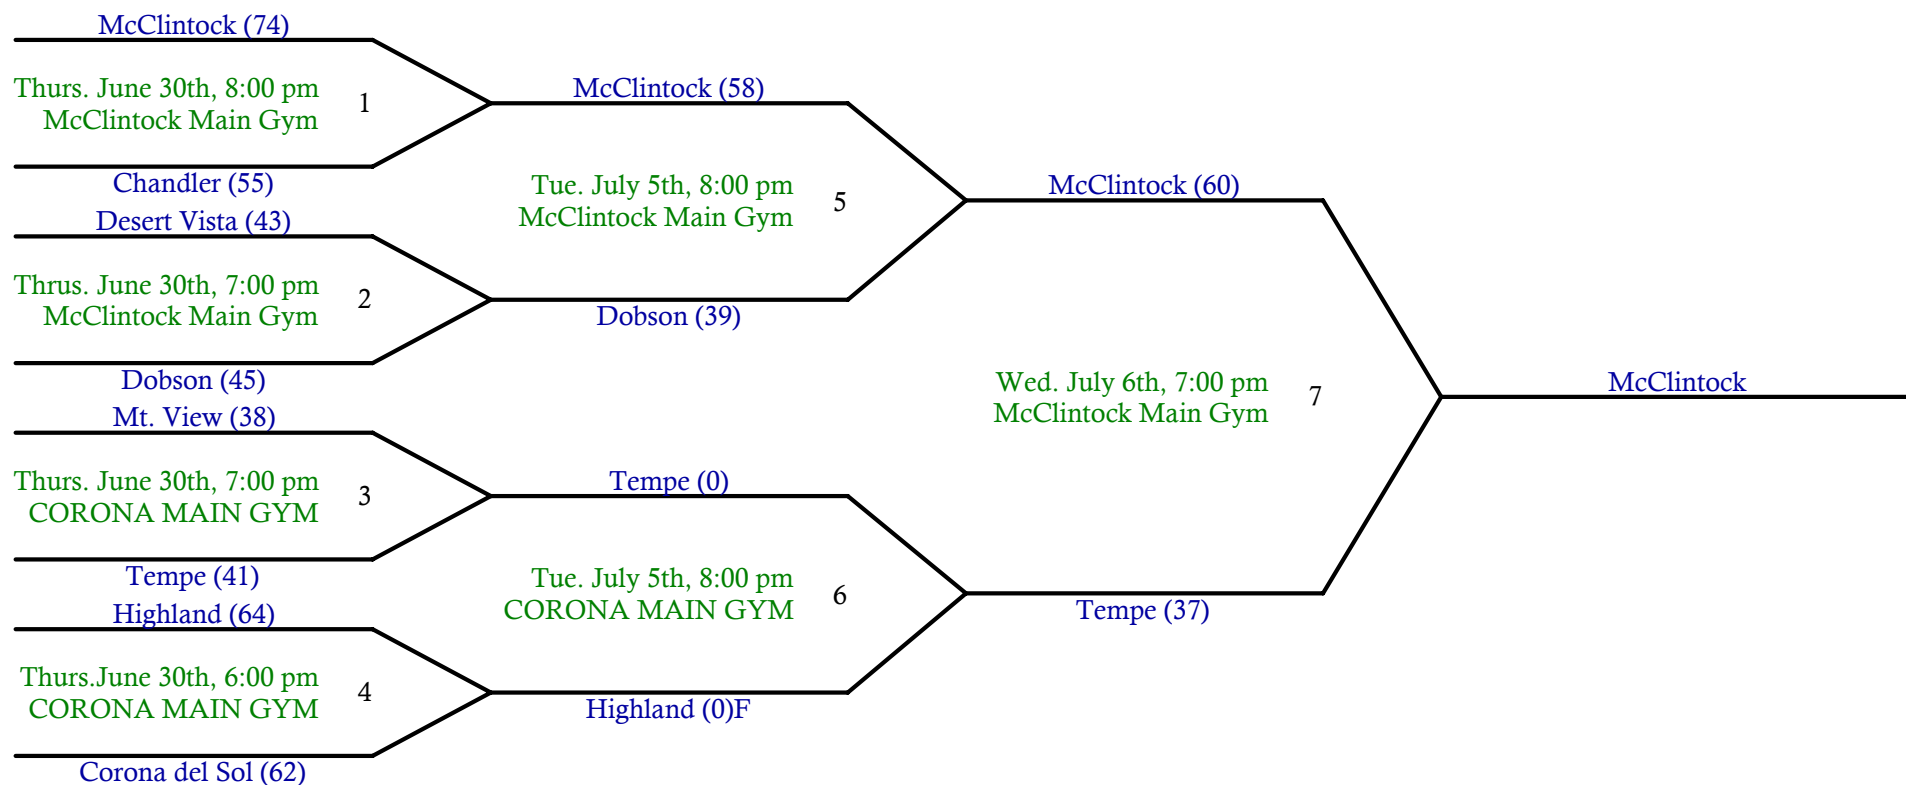 McClintock (74)
Thurs. June 30th, 8:00 pm
McClintock Main Gym
1
Chandler (55)
Desert Vista (43)
Thrus. June 30th, 7:00 pm
McClintock Main Gym
2
Dobson (45)
Mt. View (38)
Thurs. June 30th, 7:00 pm
CORONA MAIN GYM
3
Tempe (41)
Highland (64)
Thurs.June 30th, 6:00 pm
CORONA MAIN GYM
4
Corona del Sol (62)
McClintock (58)
Tue. July 5th, 8:00 pm
McClintock Main Gym
5
Dobson (39)
Tempe (0)
Tue. July 5th, 8:00 pm
CORONA MAIN GYM
6
Highland (0)F
McClintock (60)
Wed. July 6th, 7:00 pm
McClintock Main Gym
7
Tempe (37)
McClintock